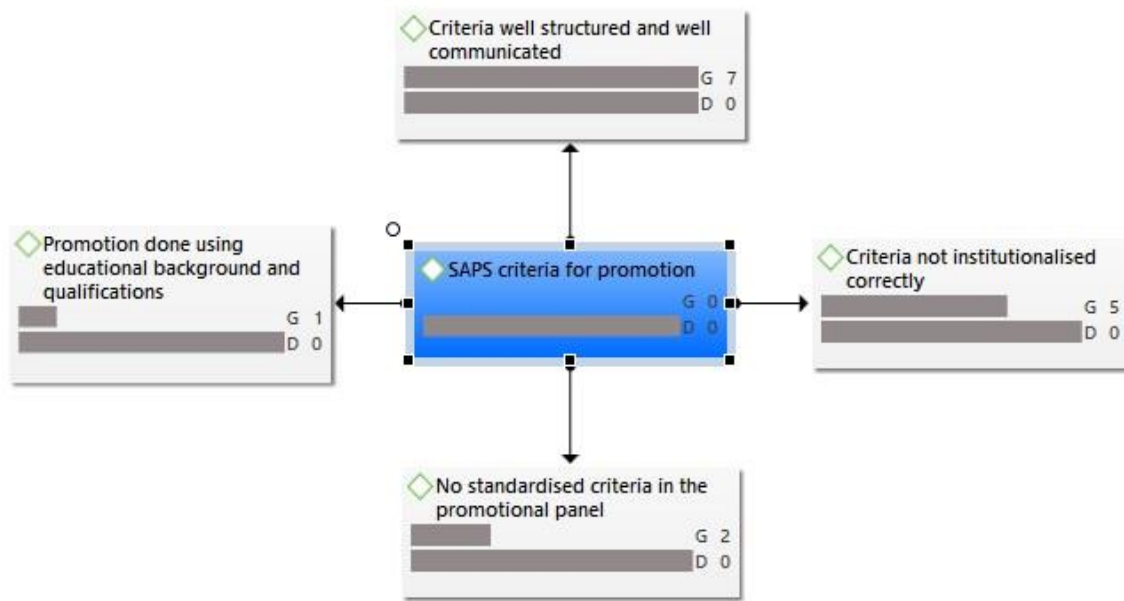 Criteria well structured and well
communicated
G 7
D 0
Promotion done using
educational background and
qualifications
G 1
D 0
SAPS criteria for promotion
G 0
D 0
Criteria not institutionalised
correctly
G 5
D 0
No standardised criteria in the
promotional panel
G 2
D 0